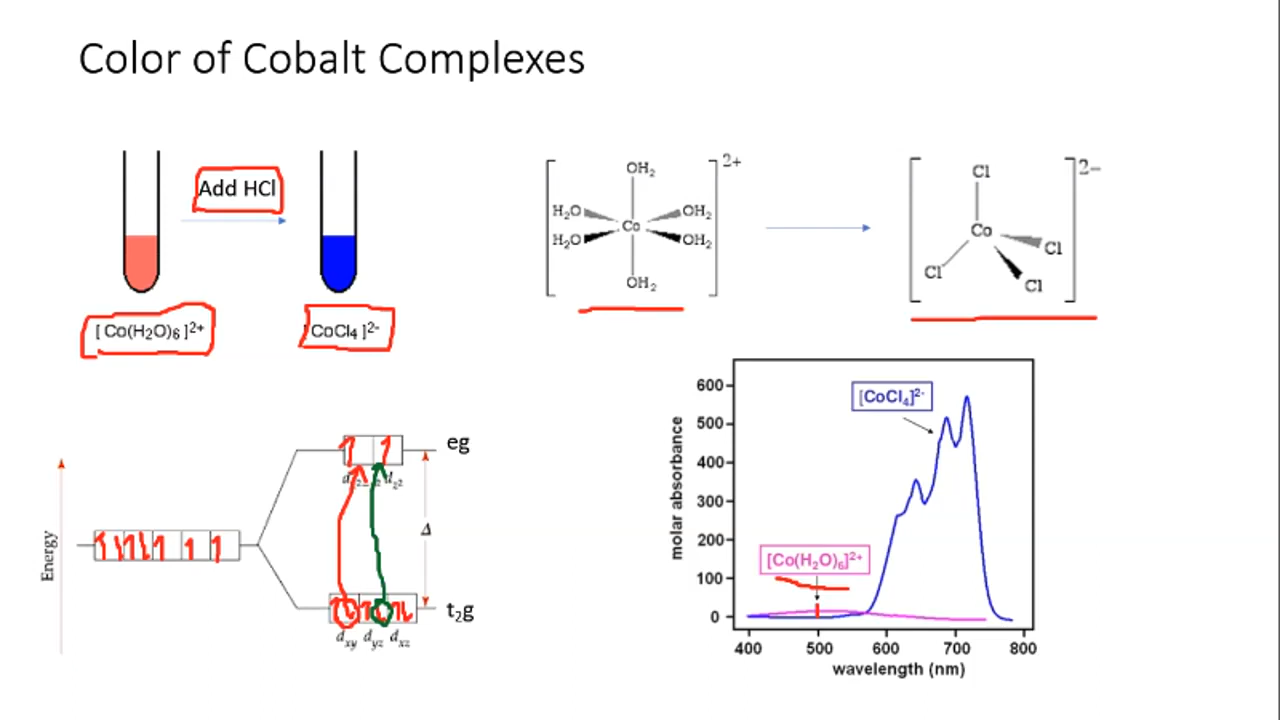 Color of Cobalt Complexes
Add HCl
[ Co(H₂O)₆ ]²⁺
[CoCl₄ ]²⁻
OH₂
2+
H₂O
OH₂
Co
H₂O
OH₂
OH₂
Cl
2−
Co
Cl
Cl
Cl
Energy
eg
dz²
Δ
t₂g
dxy dyz dxz
molar absorbance
600
500
400
300
200
100
0
[CoCl₄]²⁻
[Co(H₂O)₆]²⁺
400 500 600 700 800
wavelength (nm)